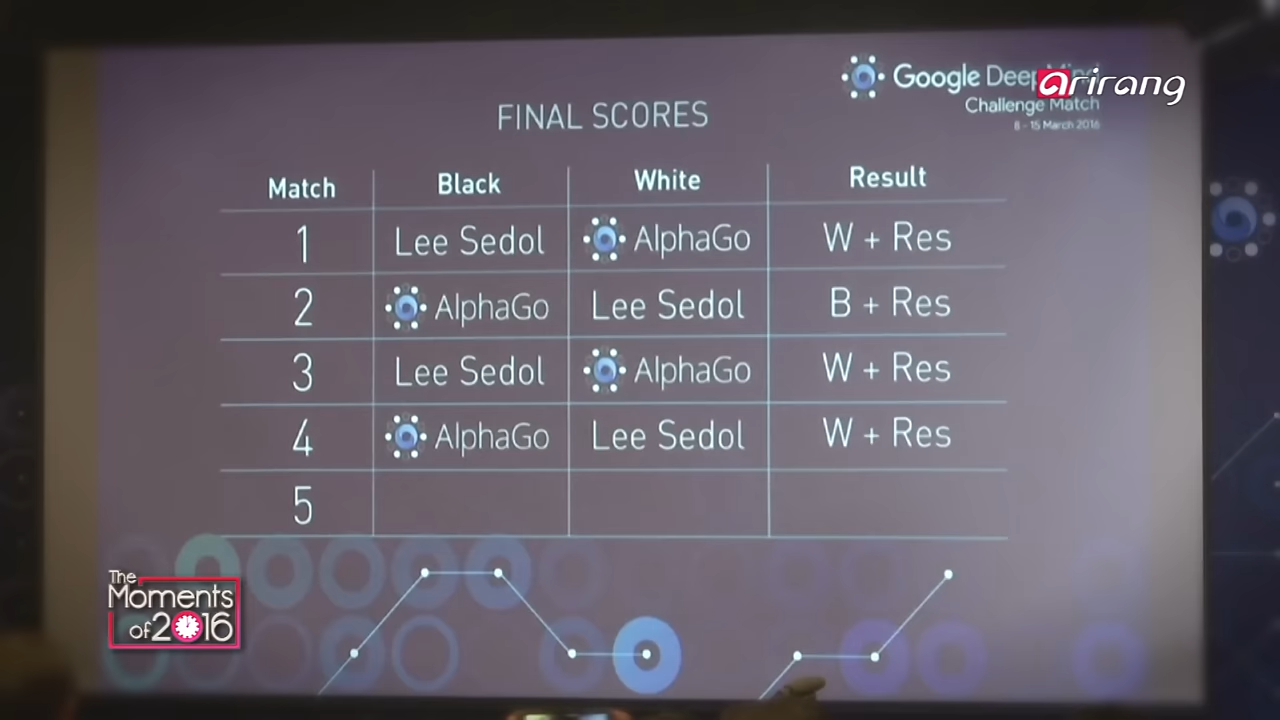 Google DeepMind
arirang
Challenge Match
8 - 15 March 2016
FINAL SCORES
Match Black White Result
1 Lee Sedol AlphaGo W + Res
2 AlphaGo Lee Sedol B + Res
3 Lee Sedol AlphaGo W + Res
4 AlphaGo Lee Sedol W + Res
5
The
Moments
of 2016